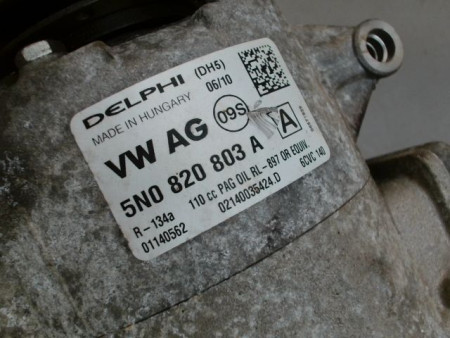 DELPHI (DH5) 06/10
MADE IN HUNGARY
VW AG 09S A
5N0 820 803 A
R-134a 110 cc PAG OIL RL-897 OR EQUIV.
01140562 02140035424.D 6CVC 140